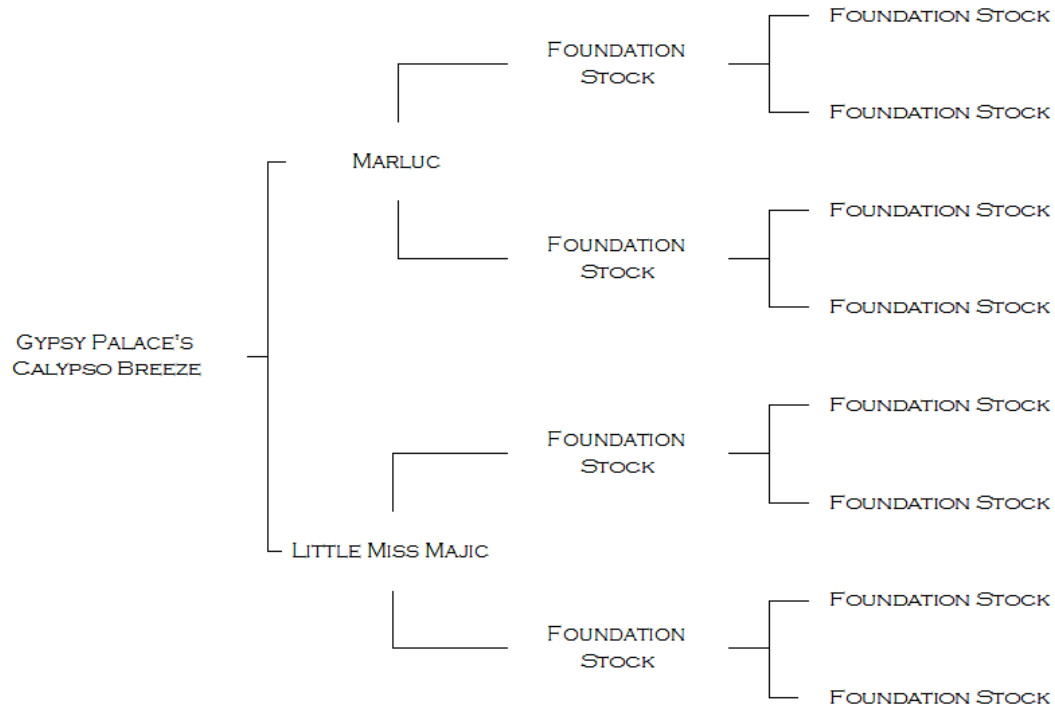 Foundation Stock
Foundation
Stock
Foundation Stock
Marluc
Foundation Stock
Foundation
Stock
Foundation Stock
Gypsy Palace's
Calypso Breeze
Foundation Stock
Foundation
Stock
Foundation Stock
Little Miss Majic
Foundation Stock
Foundation
Stock
Foundation Stock